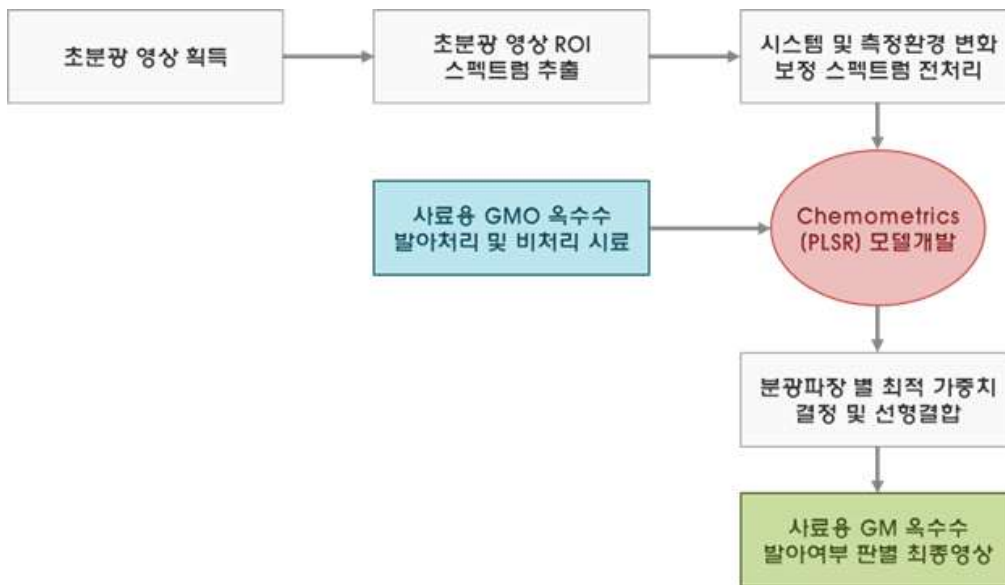 초분광 영상 획득
초분광 영상 ROI
스펙트럼 추출
시스템 및 측정환경 변화
보정 스펙트럼 전처리
사료용 GMO 옥수수
발아처리 및 비처리 시료
Chemometrics
(PLSR) 모델개발
분광파장 별 최적 가중치
결정 및 선형결합
사료용 GM 옥수수
발아여부 판별 최종영상